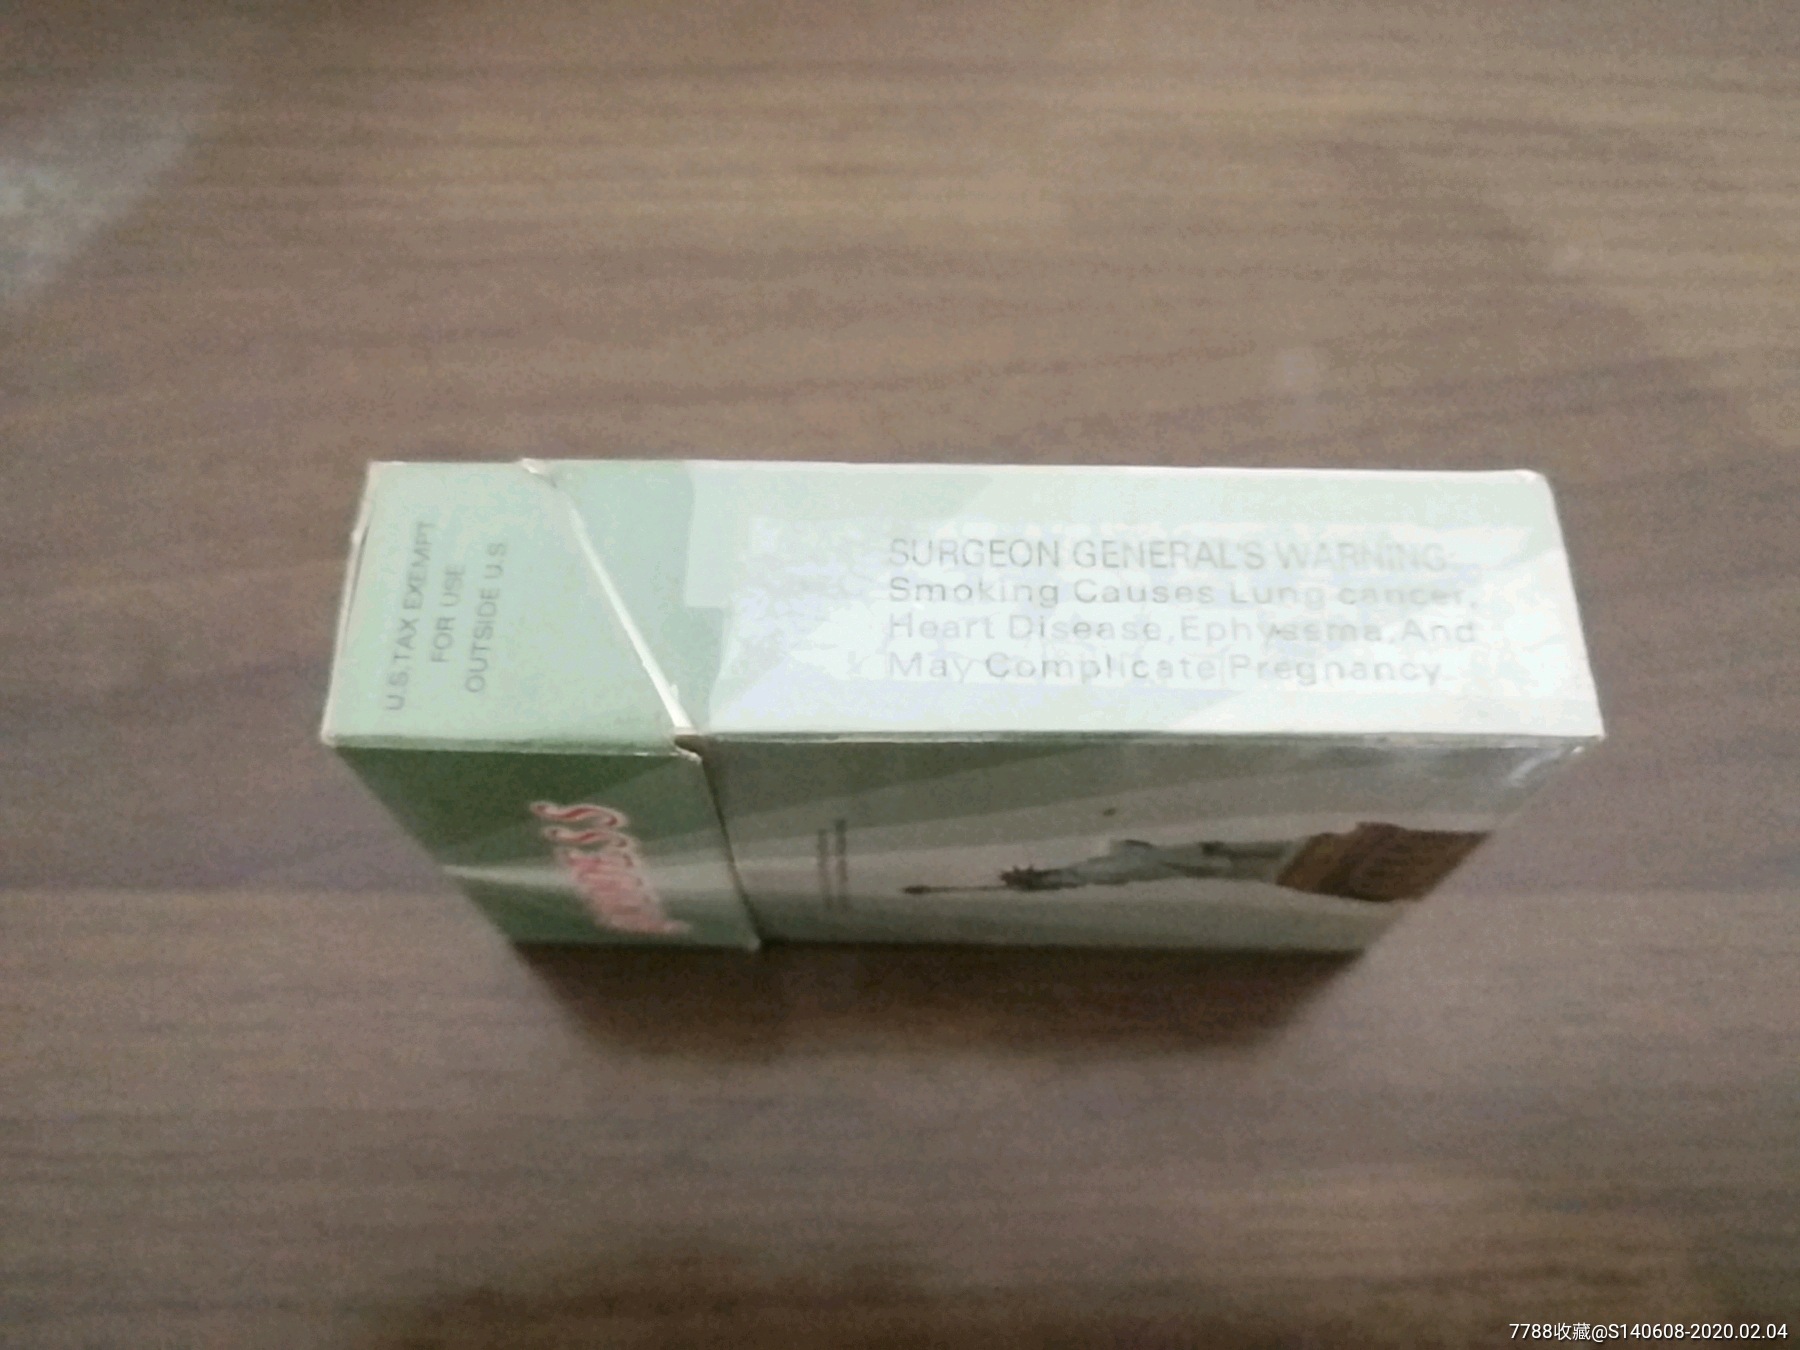 U.S.TAX EXEMPT
FOR USE
OUTSIDE U.S.
SURGEON GENERAL'S WARNING:
Smoking Causes Lung cancer,
Heart Disease,Ephyssma,And
May Complicate Pregnancy
7788收藏@S140608-2020.02.04